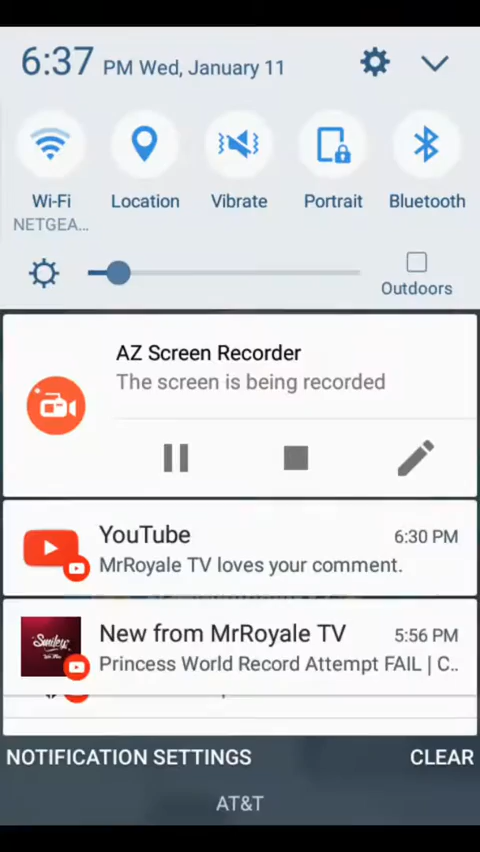 6:37 PM Wed, January 11
Wi-Fi Location Vibrate Portrait Bluetooth
NETGEA...
Outdoors
AZ Screen Recorder
The screen is being recorded
YouTube 6:30 PM
MrRoyale TV loves your comment.
Smiley
New from MrRoyale TV 5:56 PM
Princess World Record Attempt FAIL | C..
NOTIFICATION SETTINGS CLEAR
AT&T